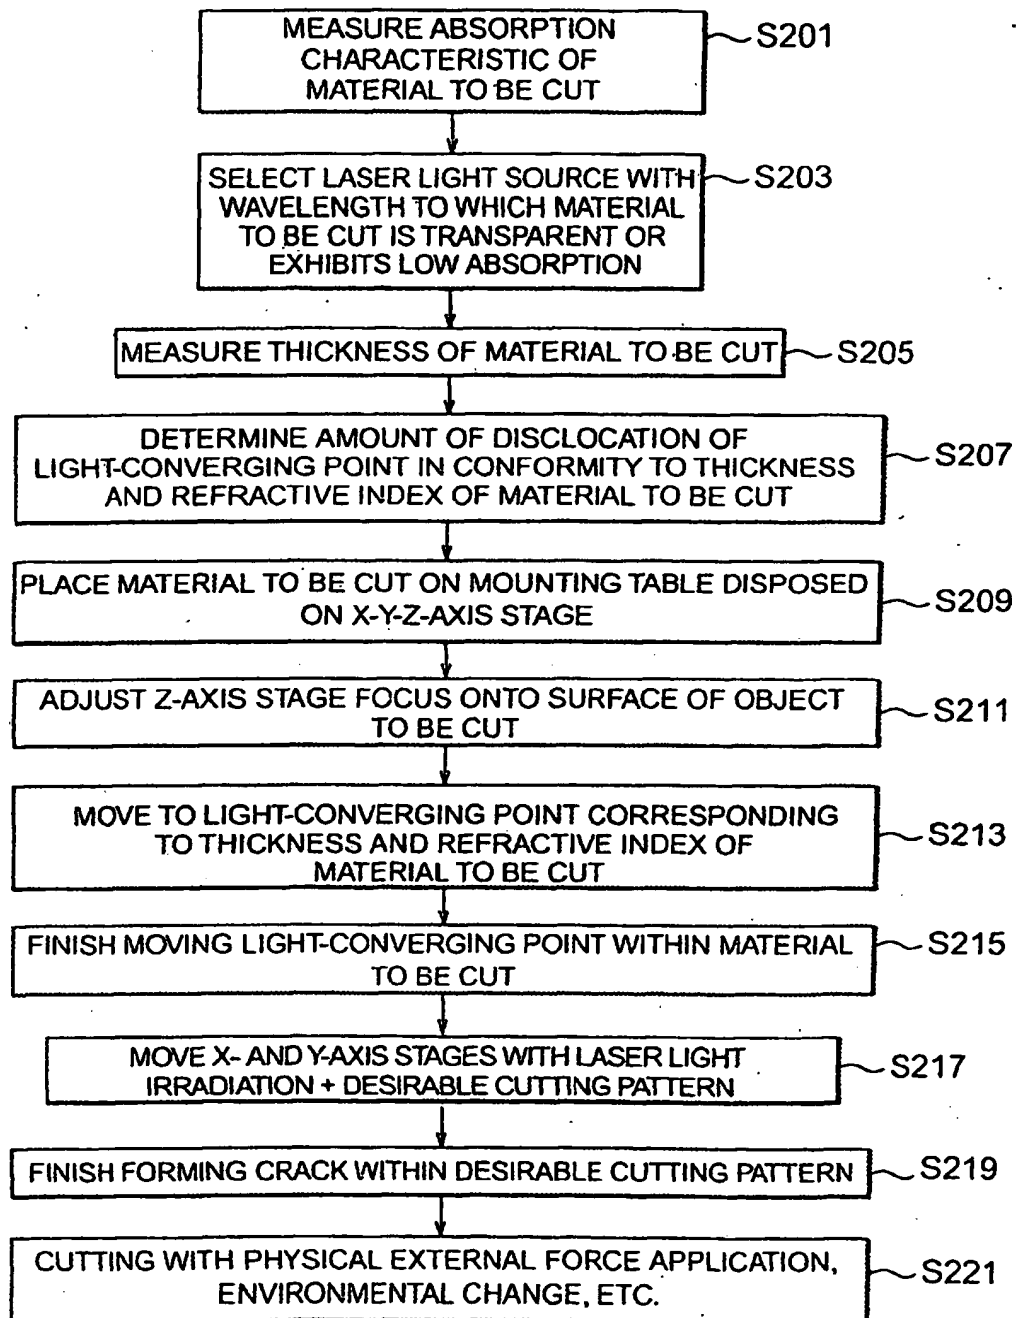 MEASURE ABSORPTION
CHARACTERISTIC OF
MATERIAL TO BE CUT
S201
SELECT LASER LIGHT SOURCE WITH
WAVELENGTH TO WHICH MATERIAL
TO BE CUT IS TRANSPARENT OR
EXHIBITS LOW ABSORPTION
S203
MEASURE THICKNESS OF MATERIAL TO BE CUT
S205
DETERMINE AMOUNT OF DISCLOCATION OF
LIGHT-CONVERGING POINT IN CONFORMITY TO THICKNESS
AND REFRACTIVE INDEX OF MATERIAL TO BE CUT
S207
PLACE MATERIAL TO BE CUT ON MOUNTING TABLE DISPOSED
ON X-Y-Z-AXIS STAGE
S209
ADJUST Z-AXIS STAGE FOCUS ONTO SURFACE OF OBJECT
TO BE CUT
S211
MOVE TO LIGHT-CONVERGING POINT CORRESPONDING
TO THICKNESS AND REFRACTIVE INDEX OF
MATERIAL TO BE CUT
S213
FINISH MOVING LIGHT-CONVERGING POINT WITHIN MATERIAL
TO BE CUT
S215
MOVE X- AND Y-AXIS STAGES WITH LASER LIGHT
IRRADIATION + DESIRABLE CUTTING PATTERN
S217
FINISH FORMING CRACK WITHIN DESIRABLE CUTTING PATTERN
S219
CUTTING WITH PHYSICAL EXTERNAL FORCE APPLICATION,
ENVIRONMENTAL CHANGE, ETC.
S221